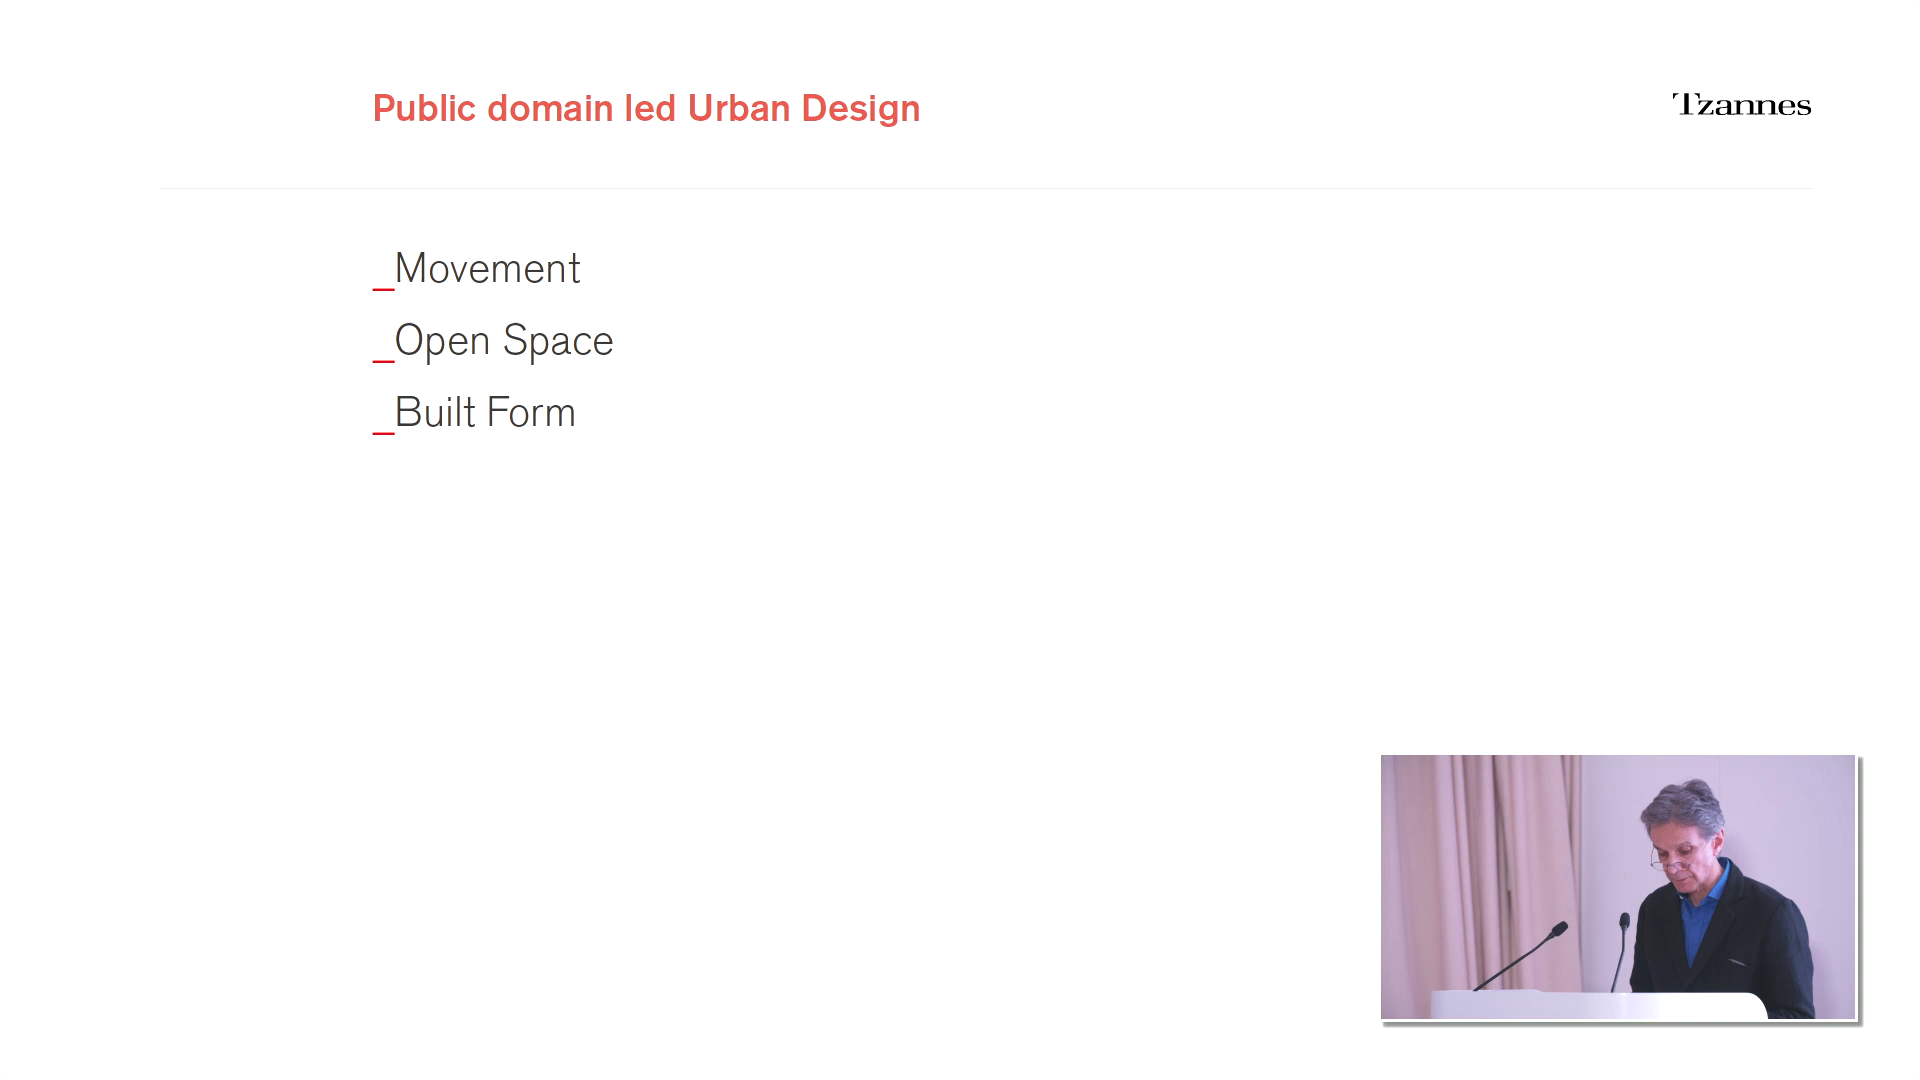 Public domain led Urban Design
Tzannes
_Movement
_Open Space
_Built Form